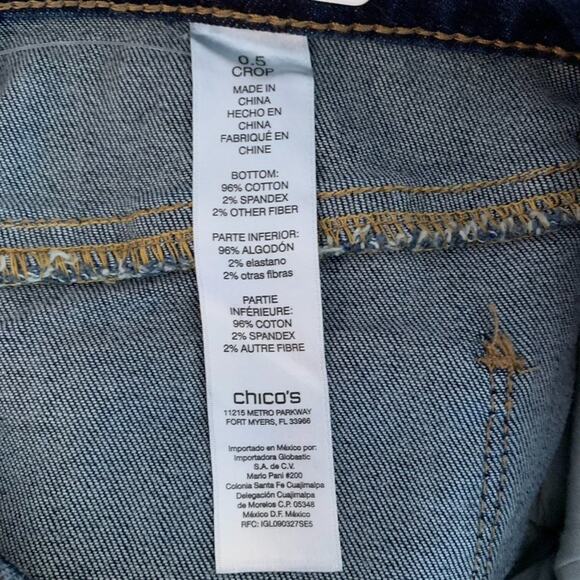 0.5
CROP
MADE IN
CHINA
HECHO EN
CHINA
FABRIQUÉ EN
CHINE
BOTTOM:
96% COTTON
2% SPANDEX
2% OTHER FIBER
PARTE INFERIOR:
96% ALGODÓN
2% elastano
2% otras fibras
PARTIE
INFÉRIEURE:
96% COTON
2% SPANDEX
2% AUTRE FIBRE
chico's
11215 METRO PARKWAY
FORT MYERS, FL 33966
Importado en México por:
Importadora Globastic
S.A. de C.V.
Mario Pani #200
Colonia Santa Fe Cuajimalpa
Delegación Cuajimalpa
de Morelos C.P. 05348
México D.F. México
RFC: IGL090327SE5